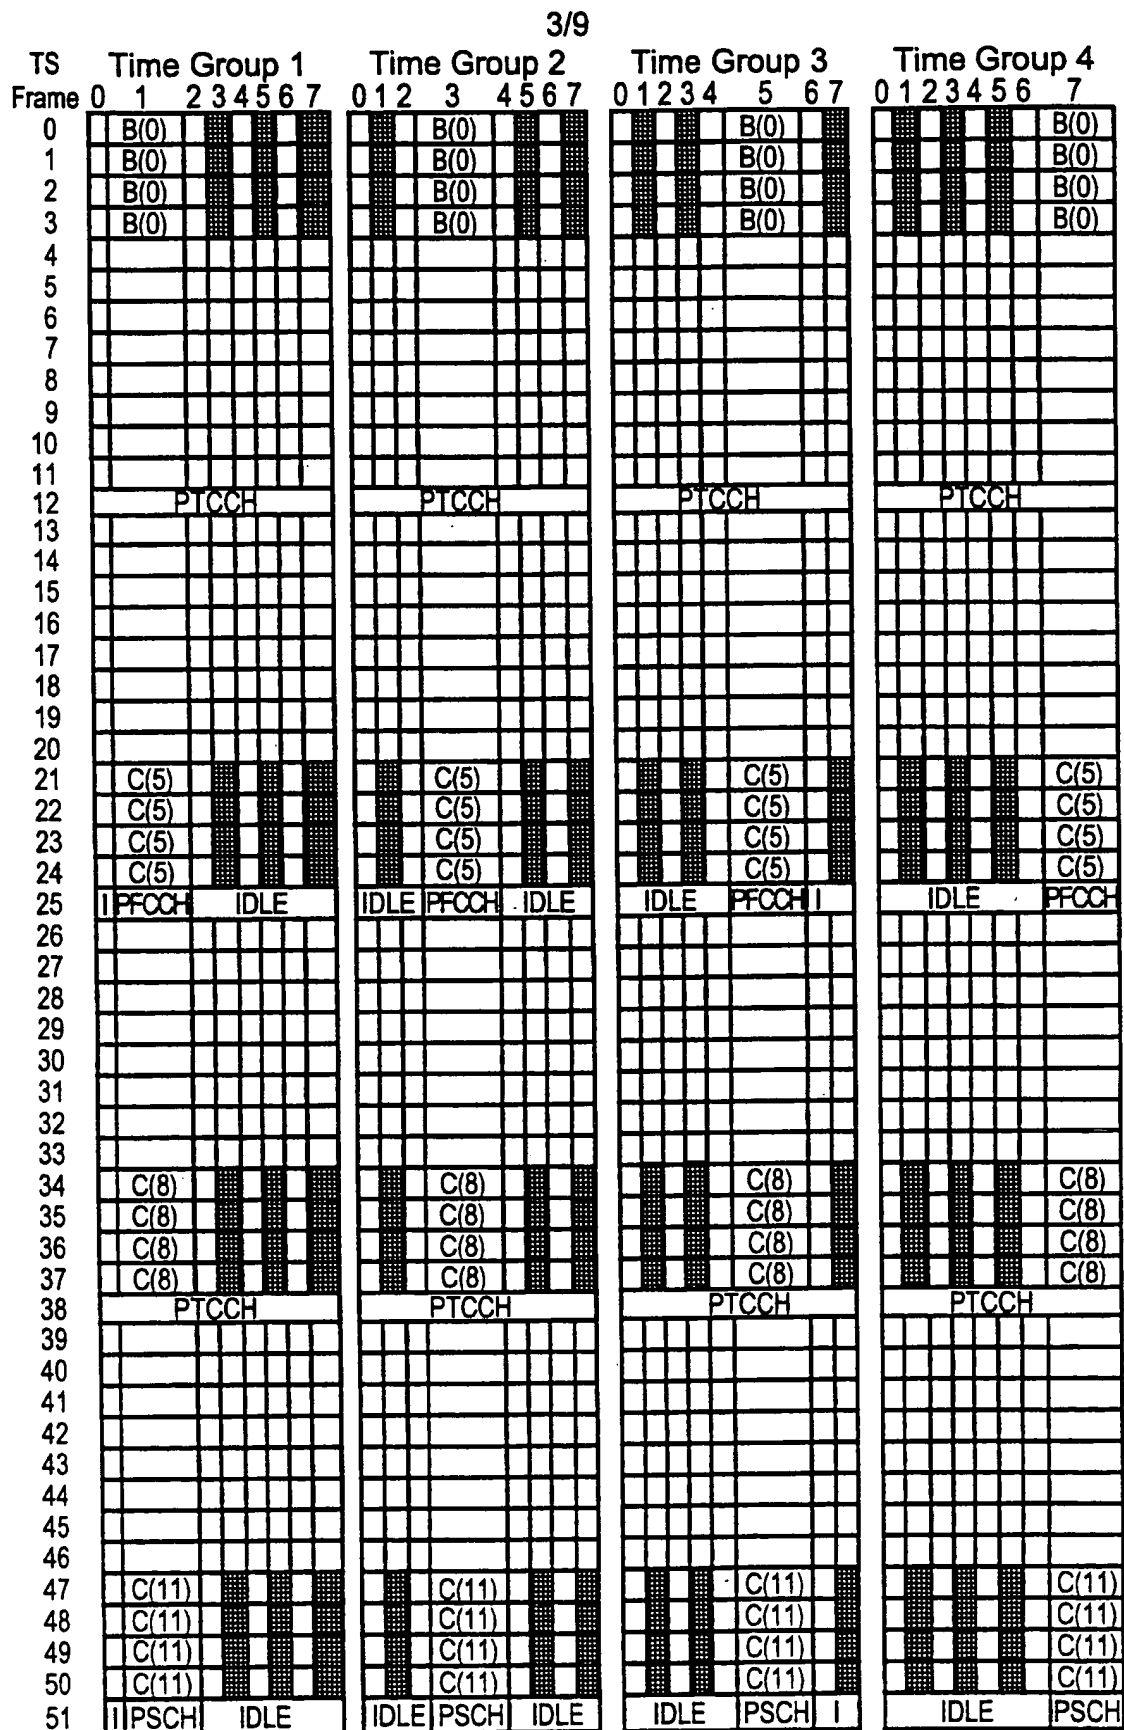 3/9
TS Time Group 1 Time Group 2 Time Group 3 Time Group 4
Frame 0 1 2 3 4 5 6 7 0 1 2 3 4 5 6 7 0 1 2 3 4 5 6 7 0 1 2 3 4 5 6 7
0 B(0) B(0) B(0) B(0)
1 B(0) B(0) B(0) B(0)
2 B(0) B(0) B(0) B(0)
3 B(0) B(0) B(0) B(0)
4
5
6
7
8
9
10
11
12 PTCCH PTCCH PTCCH PTCCH
13
14
15
16
17
18
19
20
21 C(5) C(5) C(5) C(5)
22 C(5) C(5) C(5) C(5)
23 C(5) C(5) C(5) C(5)
24 C(5) C(5) C(5) C(5)
25 I PFCCH IDLE IDLE PFCCH IDLE IDLE PFCCH I IDLE PFCCH
26
27
28
29
30
31
32
33
34 C(8) C(8) C(8) C(8)
35 C(8) C(8) C(8) C(8)
36 C(8) C(8) C(8) C(8)
37 C(8) C(8) C(8) C(8)
38 PTCCH PTCCH PTCCH PTCCH
39
40
41
42
43
44
45
46
47 C(11) C(11) C(11) C(11)
48 C(11) C(11) C(11) C(11)
49 C(11) C(11) C(11) C(11)
50 C(11) C(11) C(11) C(11)
51 I PSCH IDLE IDLE PSCH IDLE IDLE PSCH I IDLE PSCH